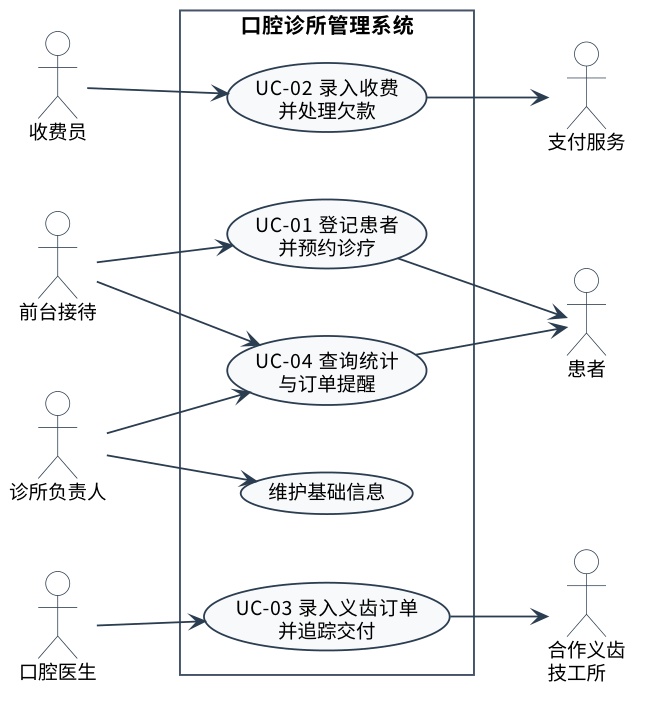 口腔诊所管理系统
收费员
UC-02 录入收费
并处理欠款
支付服务
前台接待
UC-01 登记患者
并预约诊疗
患者
UC-04 查询统计
与订单提醒
诊所负责人
维护基础信息
口腔医生
UC-03 录入义齿订单
并追踪交付
合作义齿
技工所